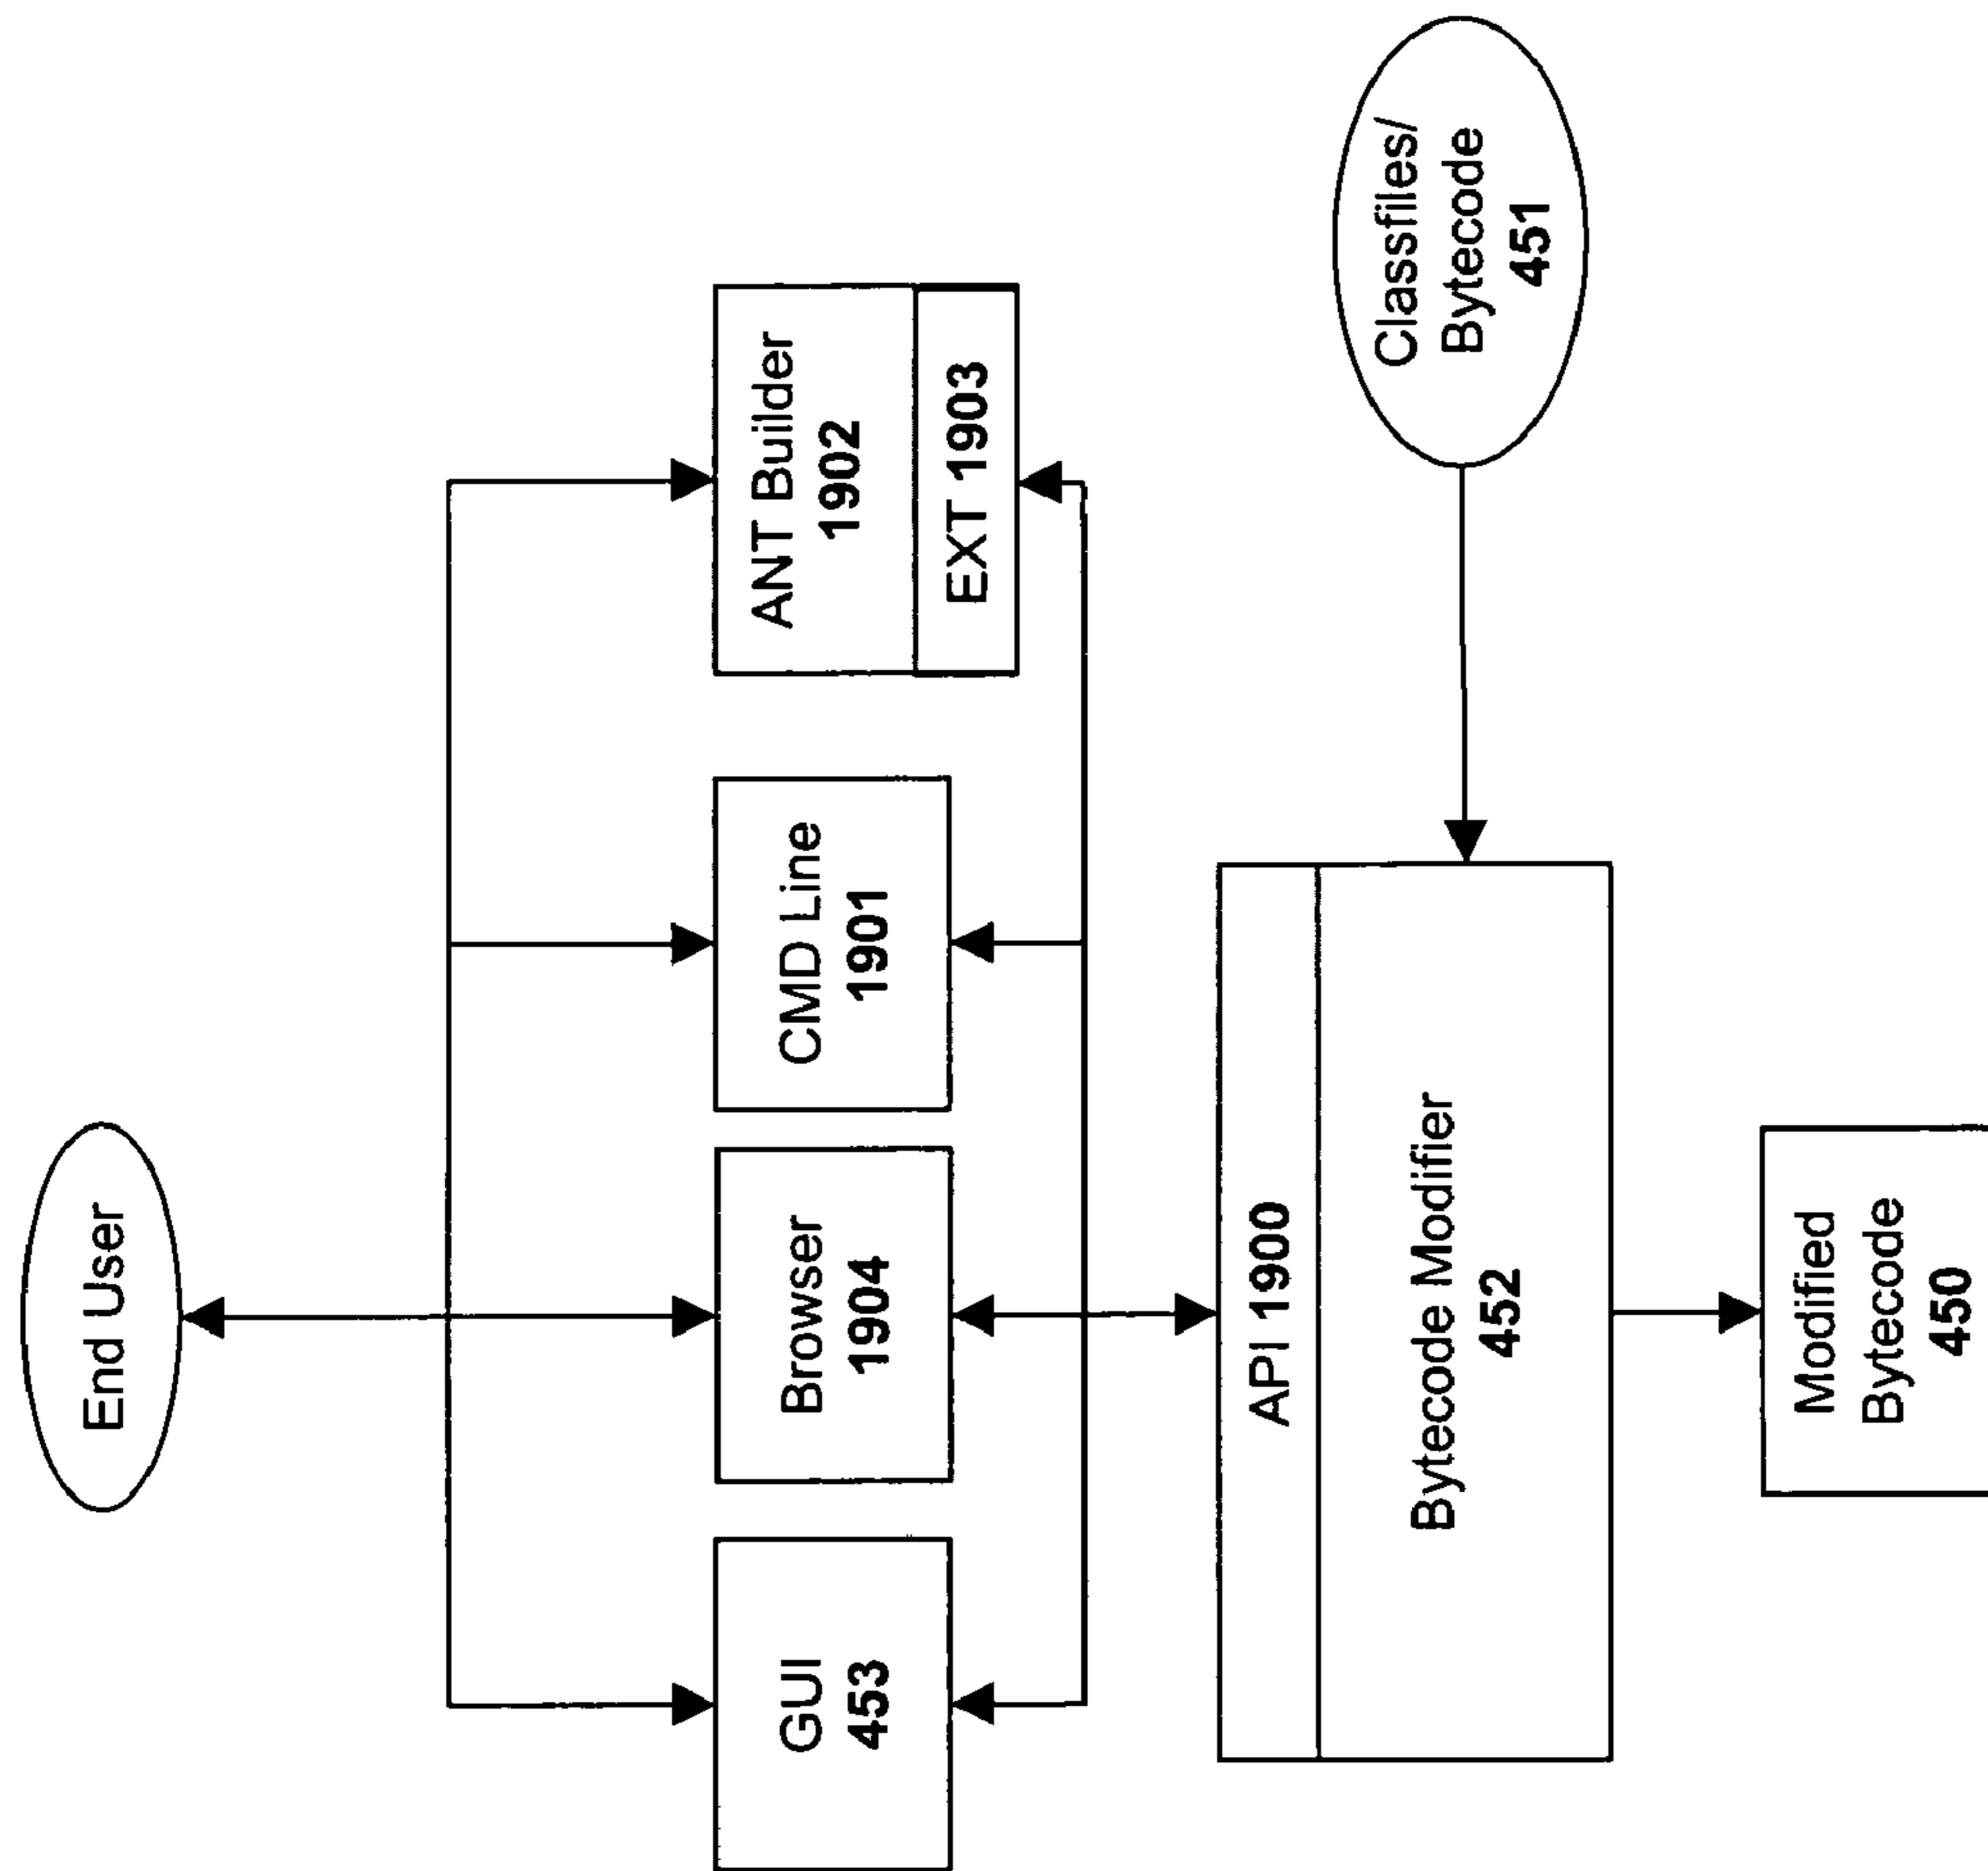 End User
GUI
453
Browser
1904
CMD Line
1901
ANT Builder
1902
EXT 1903
API 1900
Bytecode Modifier
452
Classfiles/
Bytecode
451
Modified
Bytecode
450